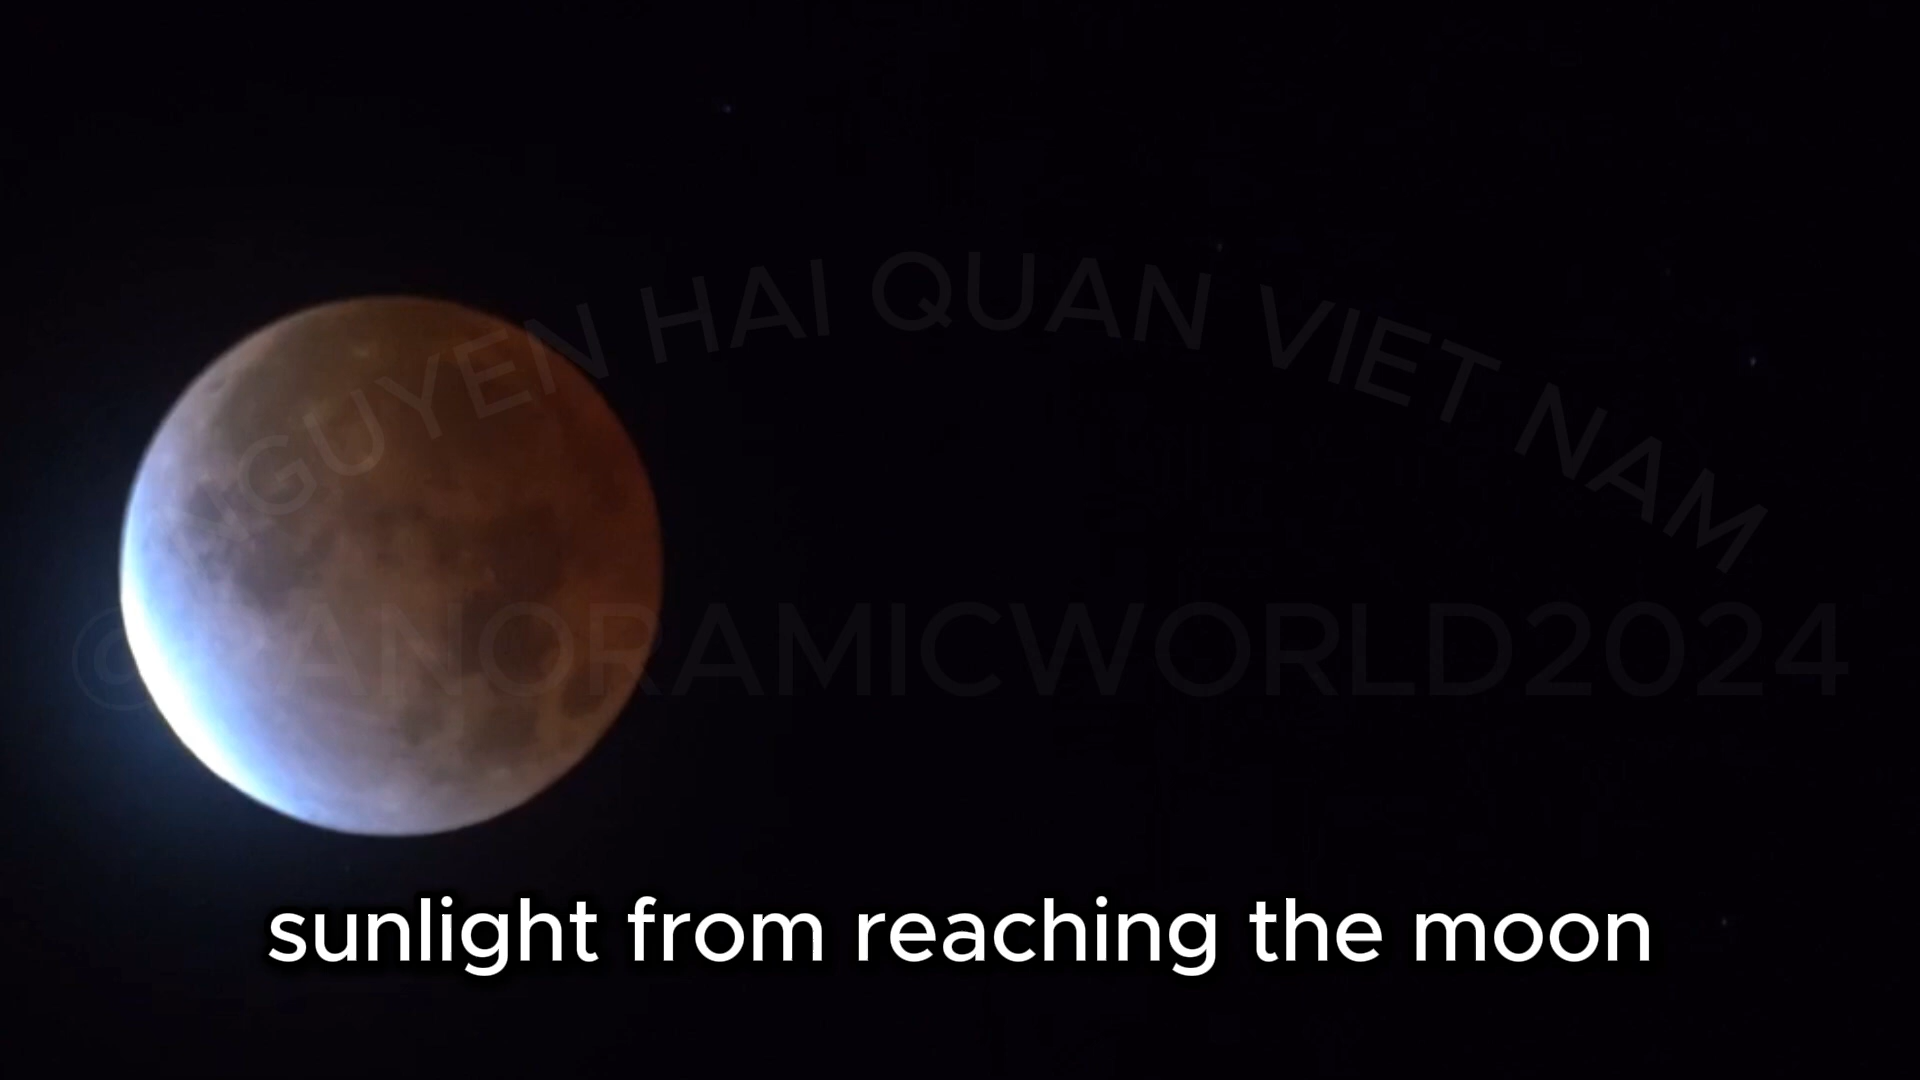 NGUYEN HAI QUAN VIET NAM
@PANORAMICWORLD2024
sunlight from reaching the moon